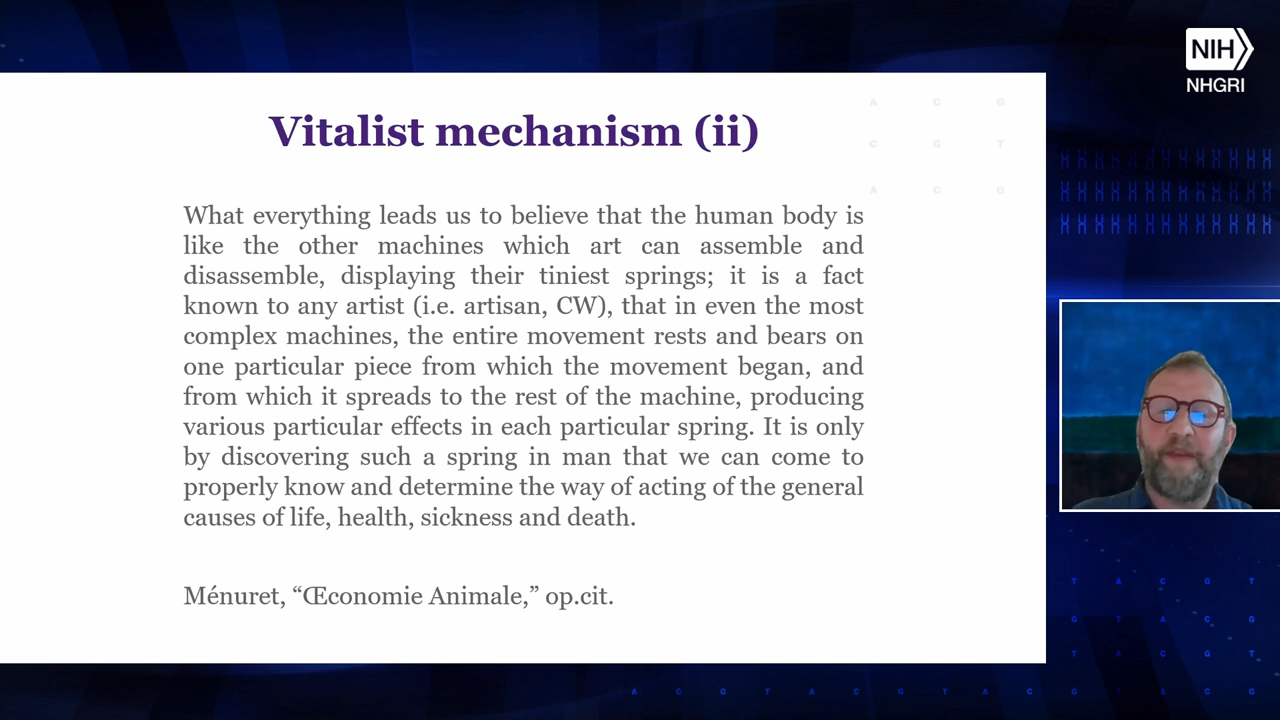 NIH
NHGRI
Vitalist mechanism (ii)
A C G
C G T
A C G
What everything leads us to believe that the human body is
like the other machines which art can assemble and
disassemble, displaying their tiniest springs; it is a fact
known to any artist (i.e. artisan, CW), that in even the most
complex machines, the entire movement rests and bears on
one particular piece from which the movement began, and
from which it spreads to the rest of the machine, producing
various particular effects in each particular spring. It is only
by discovering such a spring in man that we can come to
properly know and determine the way of acting of the general
causes of life, health, sickness and death.
Ménuret, “Œconomie Animale,” op.cit.
T A C G T
G T A C G
T A C G T
A C G T A C G T A C G T A C G